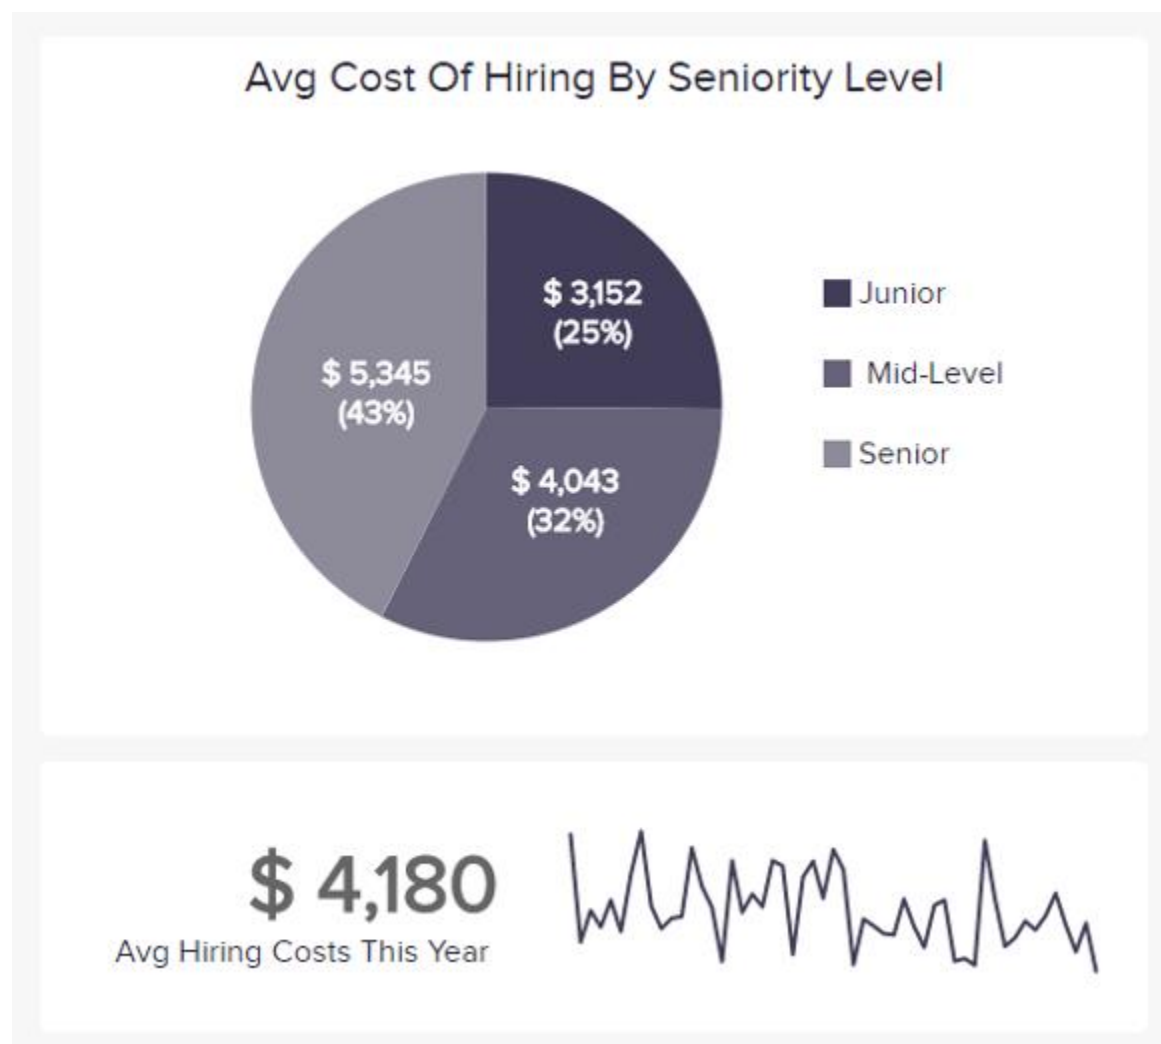 Avg Cost Of Hiring By Seniority Level
$ 3,152
(25%)
$ 5,345
(43%)
$ 4,043
(32%)
Junior
Mid-Level
Senior
$ 4,180
Avg Hiring Costs This Year